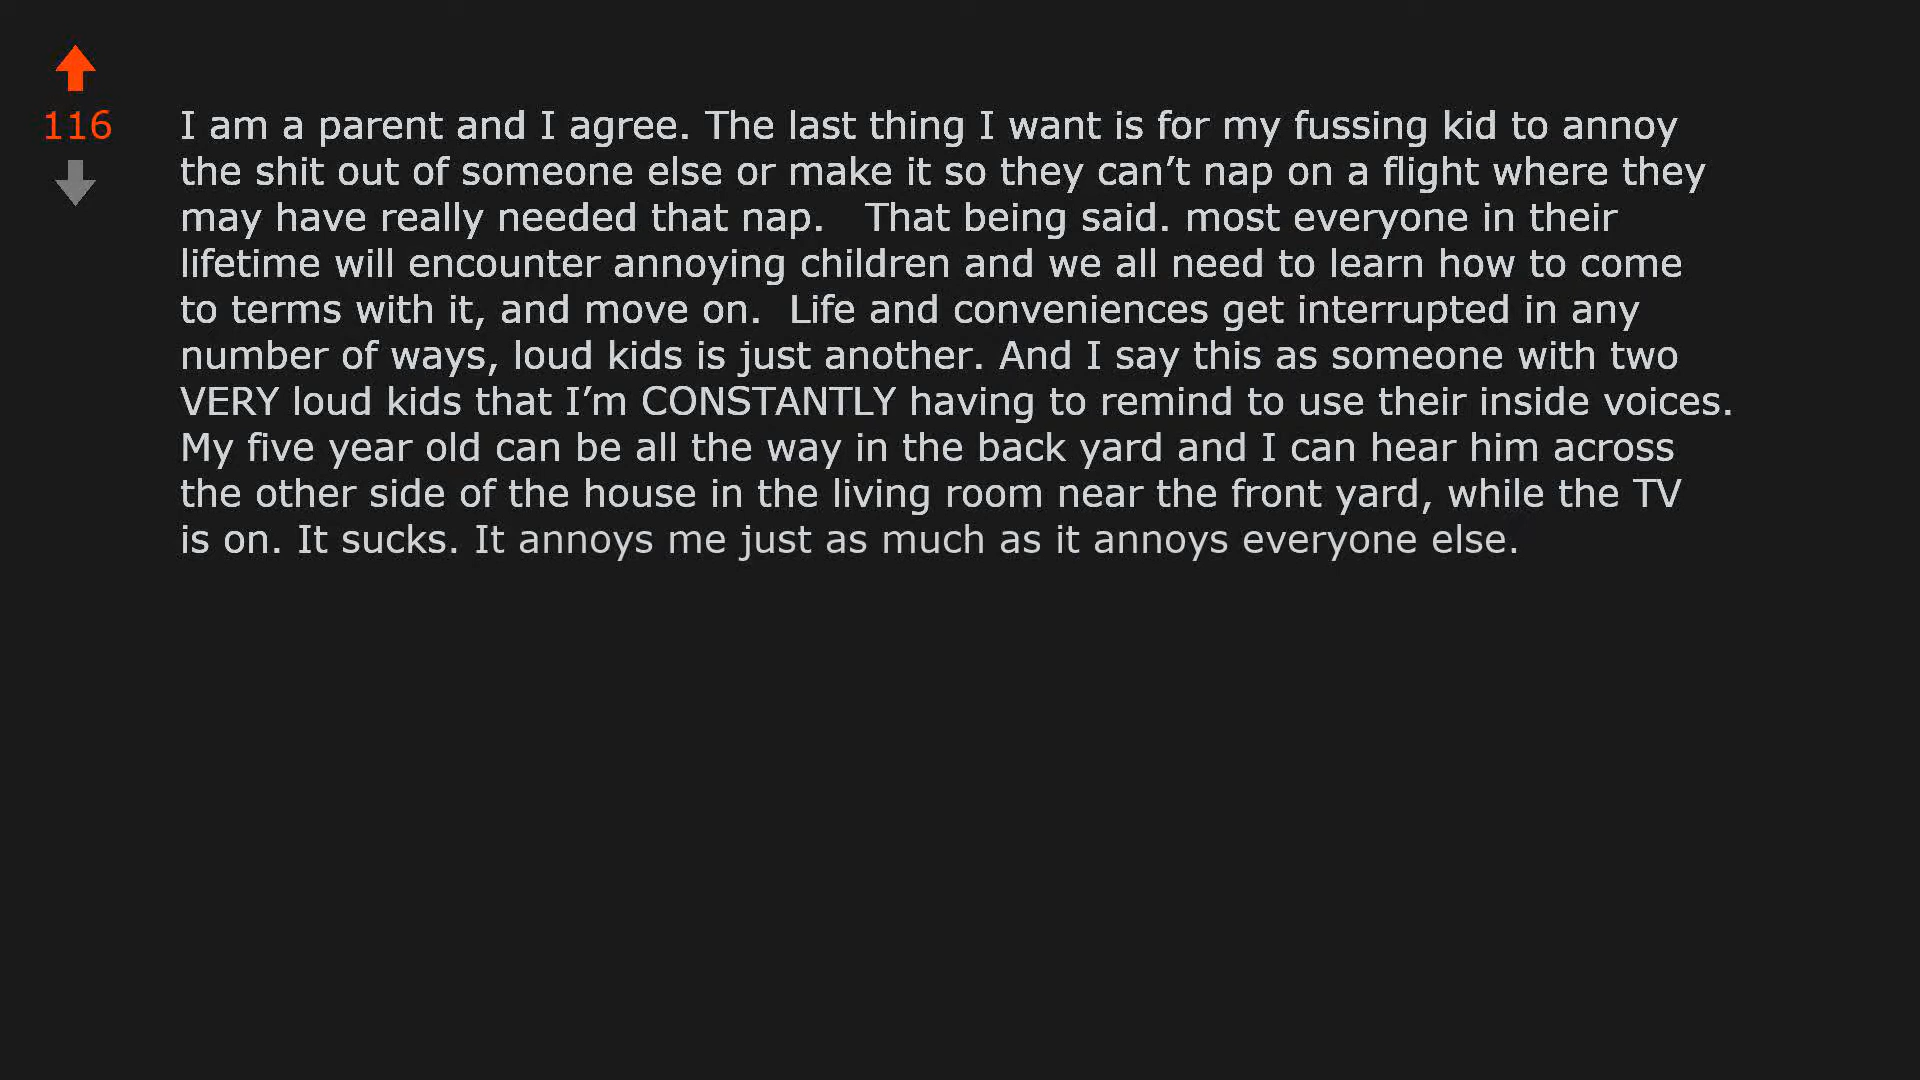 116
I am a parent and I agree. The last thing I want is for my fussing kid to annoy
the shit out of someone else or make it so they can’t nap on a flight where they
may have really needed that nap.   That being said. most everyone in their
lifetime will encounter annoying children and we all need to learn how to come
to terms with it, and move on.  Life and conveniences get interrupted in any
number of ways, loud kids is just another. And I say this as someone with two
VERY loud kids that I’m CONSTANTLY having to remind to use their inside voices.
My five year old can be all the way in the back yard and I can hear him across
the other side of the house in the living room near the front yard, while the TV
is on. It sucks. It annoys me just as much as it annoys everyone else.